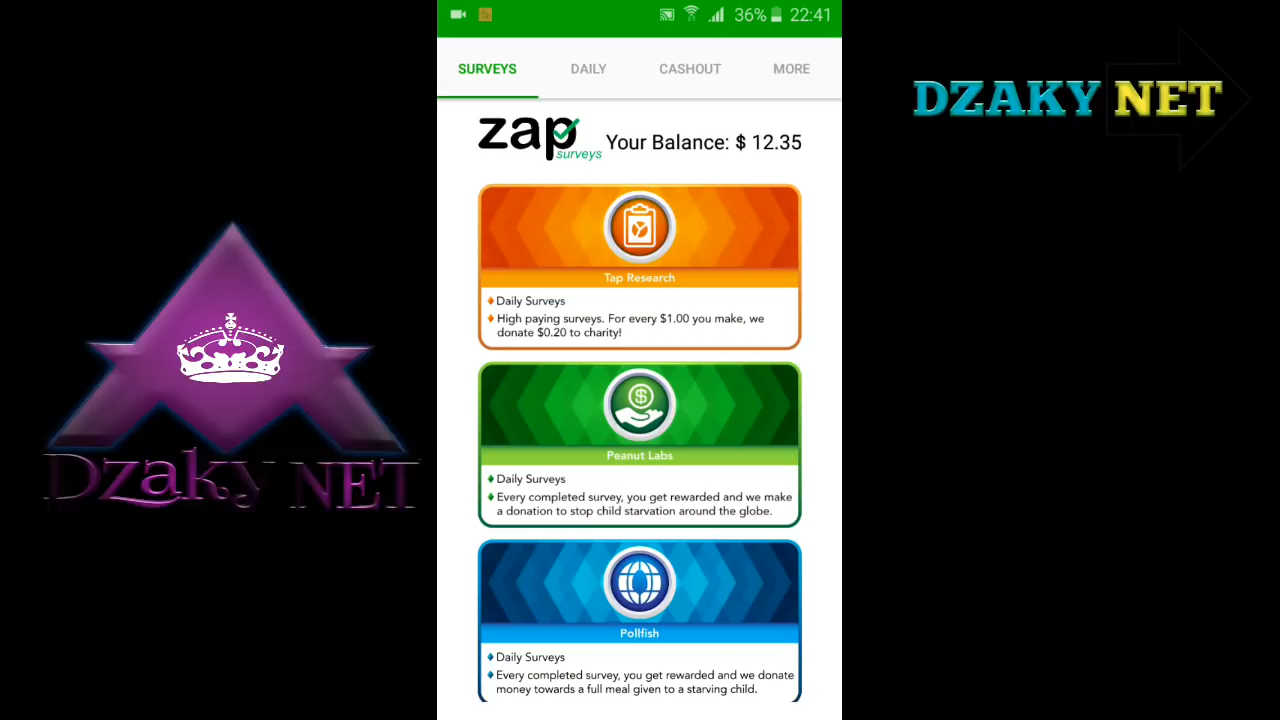 36% 22:41
SURVEYS DAILY CASHOUT MORE
zap surveys
Your Balance: $ 12.35
Tap Research
Daily Surveys
High paying surveys. For every $1.00 you make, we
donate $0.20 to charity!
Peanut Labs
Daily Surveys
Every completed survey, you get rewarded and we make
a donation to stop child starvation around the globe.
Pollfish
Daily Surveys
Every completed survey, you get rewarded and we donate
money towards a full meal given to a starving child.
Dzaky NET
DZAKY NET